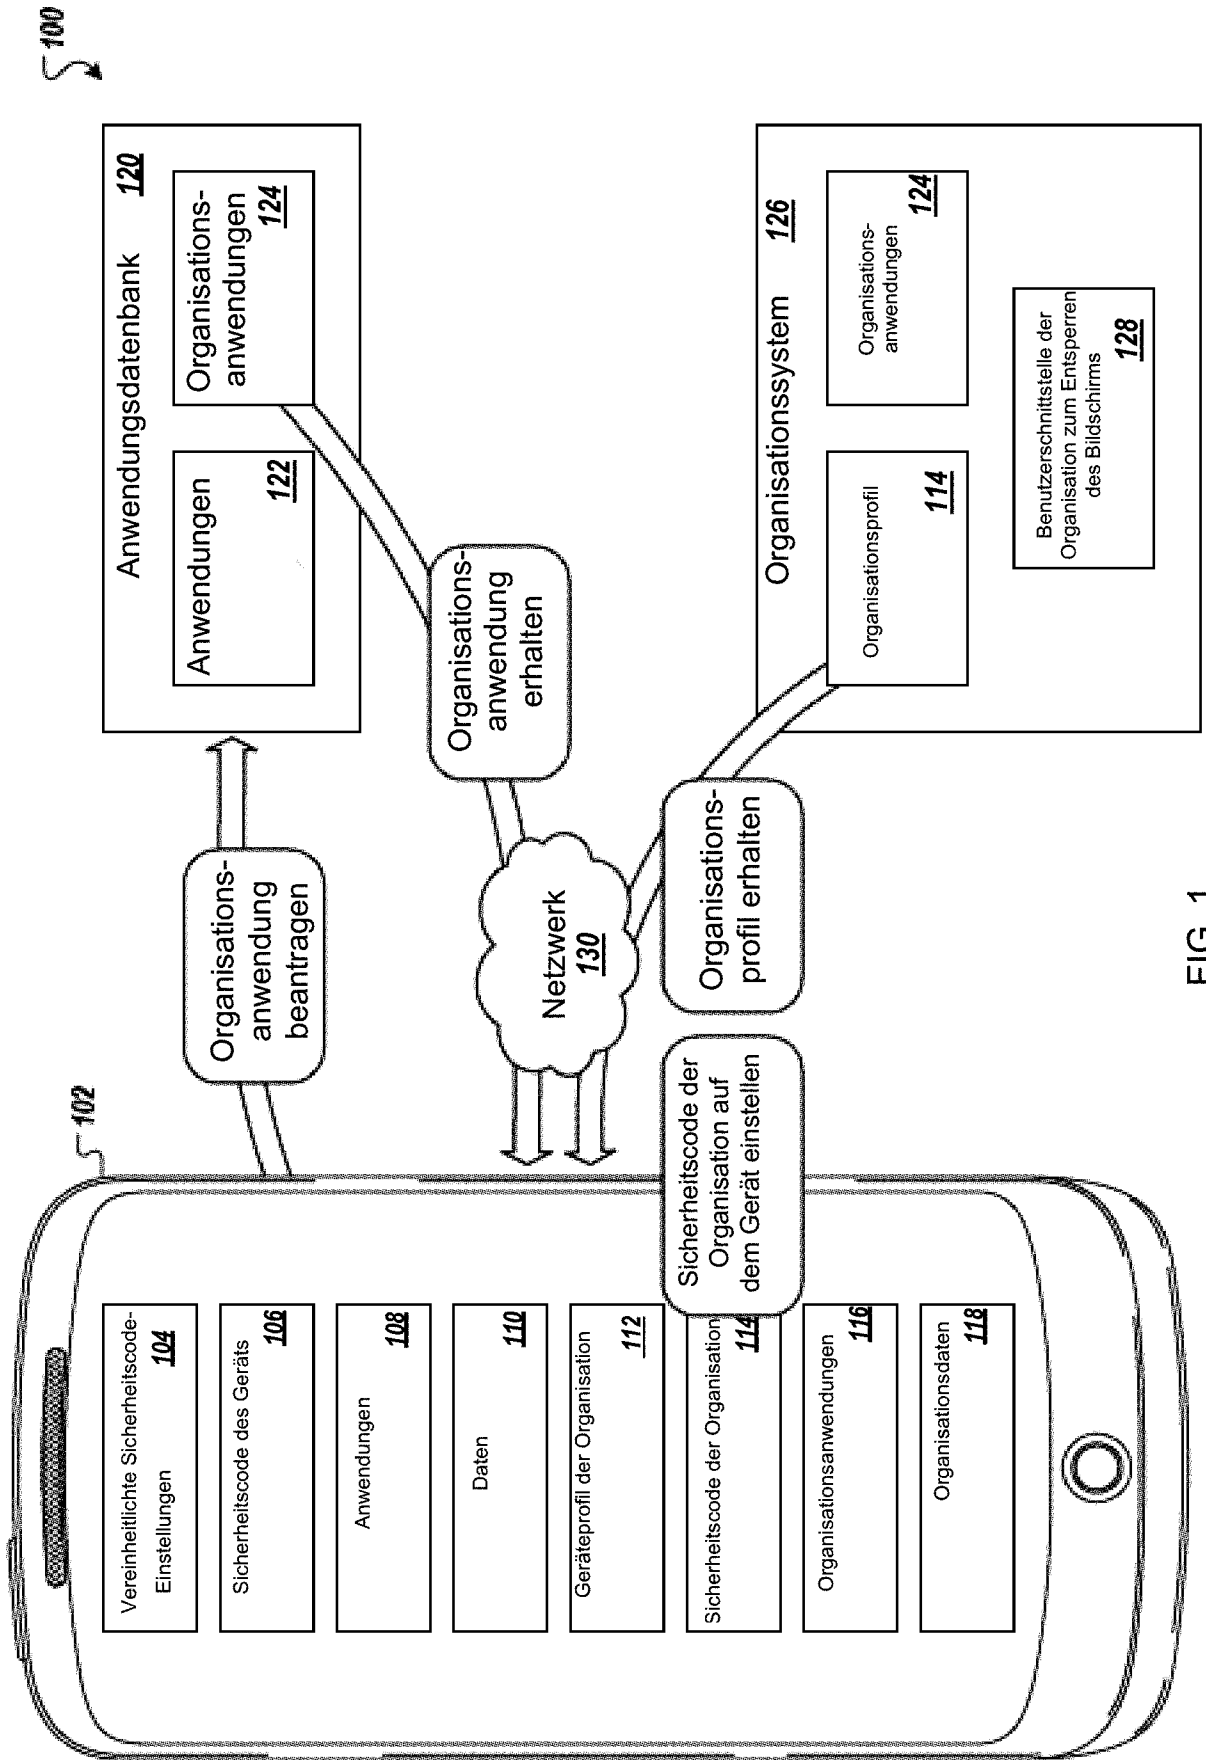 100
102
Vereinheitlichte Sicherheitscode-
Einstellungen
104
Sicherheitscode des Geräts
106
Anwendungen
108
Daten
110
Geräteprofil der Organisation
112
Sicherheitscode der Organisation
114
Organisationsanwendungen
116
Organisationsdaten
118
Organisations-
anwendung
beantragen
Organisations-
anwendung
erhalten
Netzwerk
130
Organisations-
profil erhalten
Sicherheitscode der
Organisation auf
dem Gerät einstellen
Anwendungsdatenbank
120
Anwendungen
122
Organisations-
anwendungen
124
Organisationssystem
126
Organisationsprofil
114
Organisations-
anwendungen
124
Benutzerschnittstelle der
Organisation zum Entsperren
des Bildschirms
128
FIG. 1